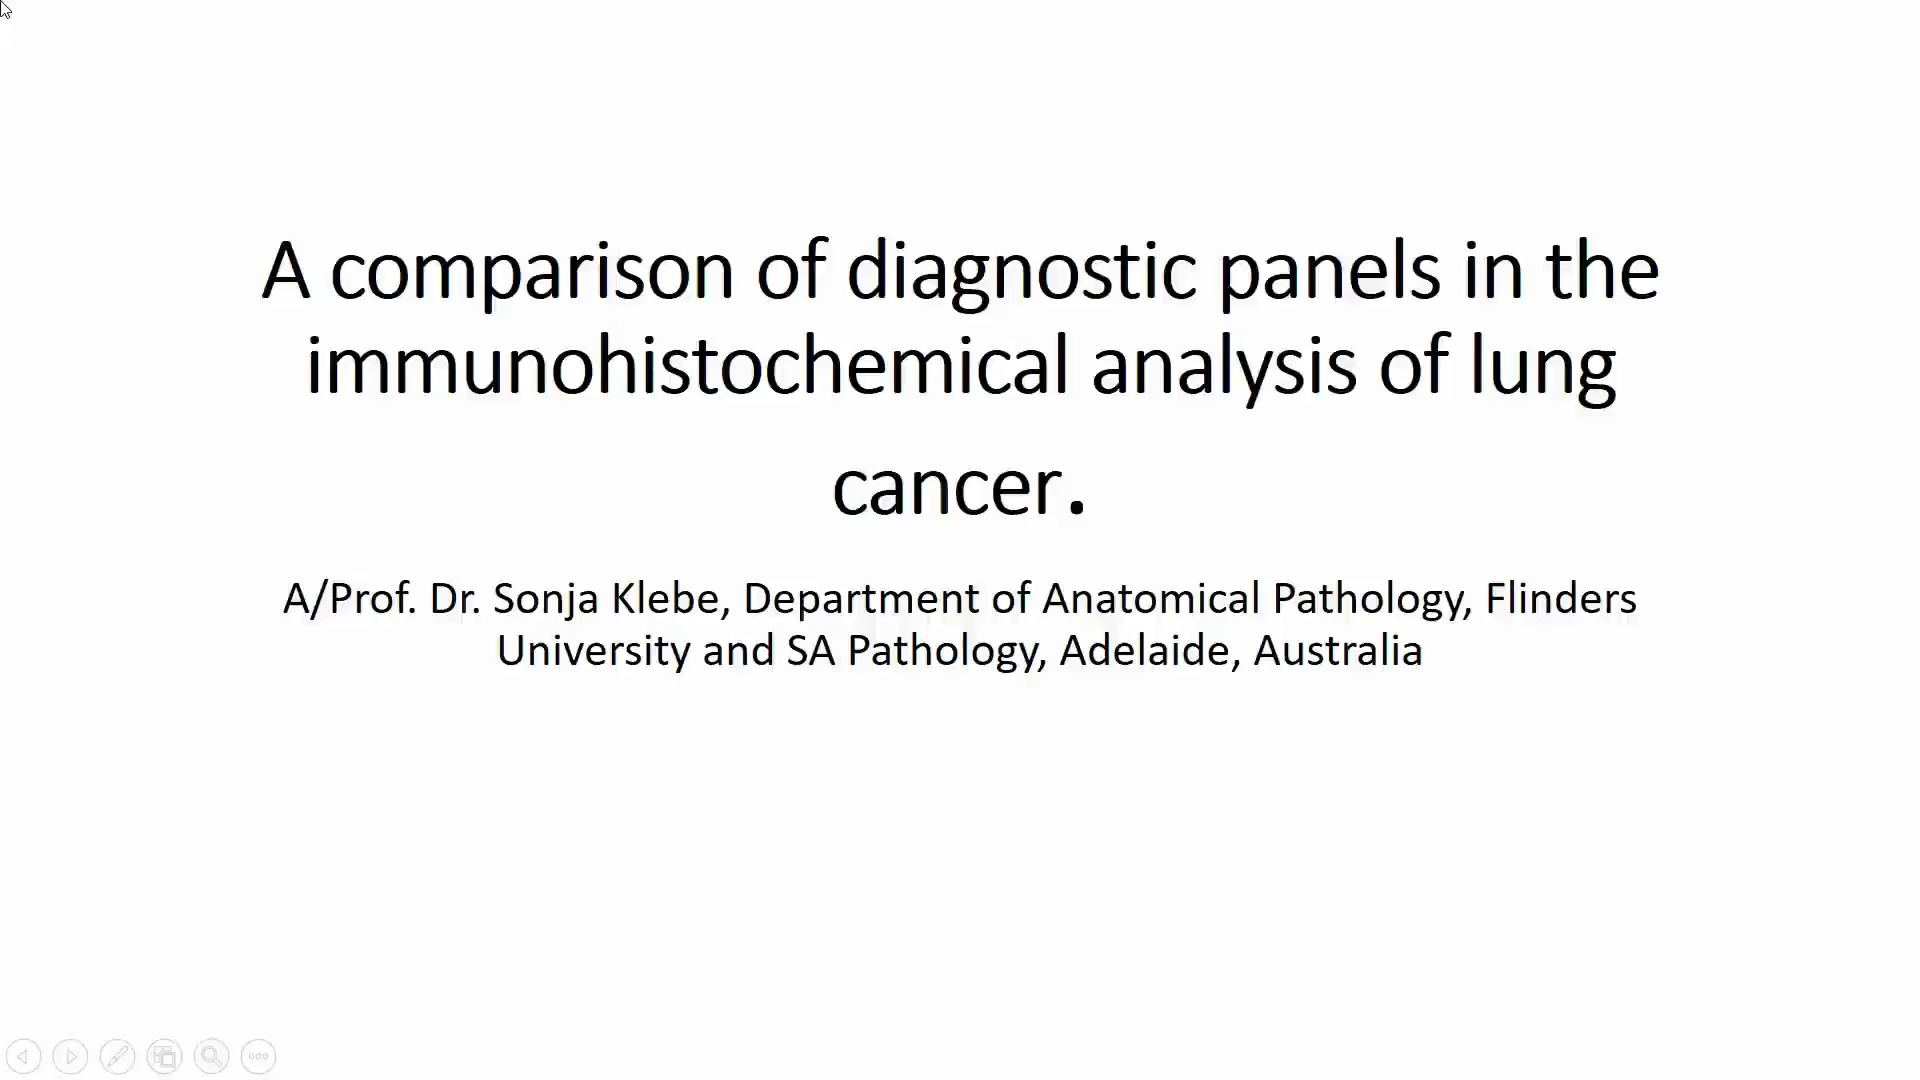 A comparison of diagnostic panels in the
immunohistochemical analysis of lung
cancer.
A/Prof. Dr. Sonja Klebe, Department of Anatomical Pathology, Flinders
University and SA Pathology, Adelaide, Australia